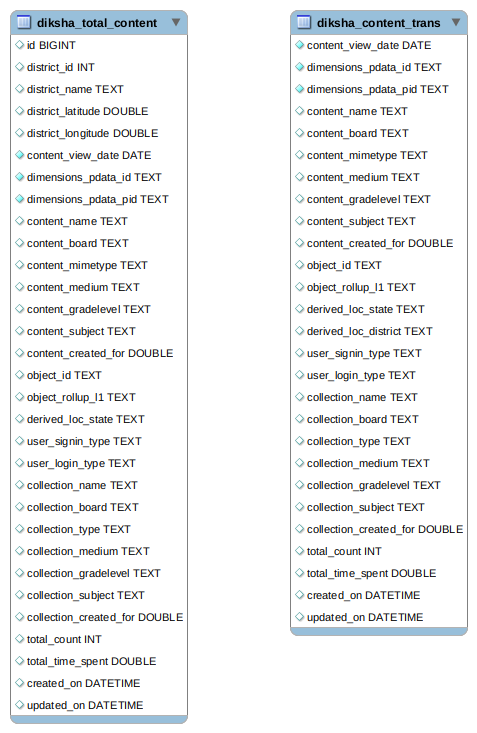 diksha_total_content
id BIGINT
district_id INT
district_name TEXT
district_latitude DOUBLE
district_longitude DOUBLE
content_view_date DATE
dimensions_pdata_id TEXT
dimensions_pdata_pid TEXT
content_name TEXT
content_board TEXT
content_mimetype TEXT
content_medium TEXT
content_gradelevel TEXT
content_subject TEXT
content_created_for DOUBLE
object_id TEXT
object_rollup_l1 TEXT
derived_loc_state TEXT
user_signin_type TEXT
user_login_type TEXT
collection_name TEXT
collection_board TEXT
collection_type TEXT
collection_medium TEXT
collection_gradelevel TEXT
collection_subject TEXT
collection_created_for DOUBLE
total_count INT
total_time_spent DOUBLE
created_on DATETIME
updated_on DATETIME
diksha_content_trans
content_view_date DATE
dimensions_pdata_id TEXT
dimensions_pdata_pid TEXT
content_name TEXT
content_board TEXT
content_mimetype TEXT
content_medium TEXT
content_gradelevel TEXT
content_subject TEXT
content_created_for DOUBLE
object_id TEXT
object_rollup_l1 TEXT
derived_loc_state TEXT
derived_loc_district TEXT
user_signin_type TEXT
user_login_type TEXT
collection_name TEXT
collection_board TEXT
collection_type TEXT
collection_medium TEXT
collection_gradelevel TEXT
collection_subject TEXT
collection_created_for DOUBLE
total_count INT
total_time_spent DOUBLE
created_on DATETIME
updated_on DATETIME